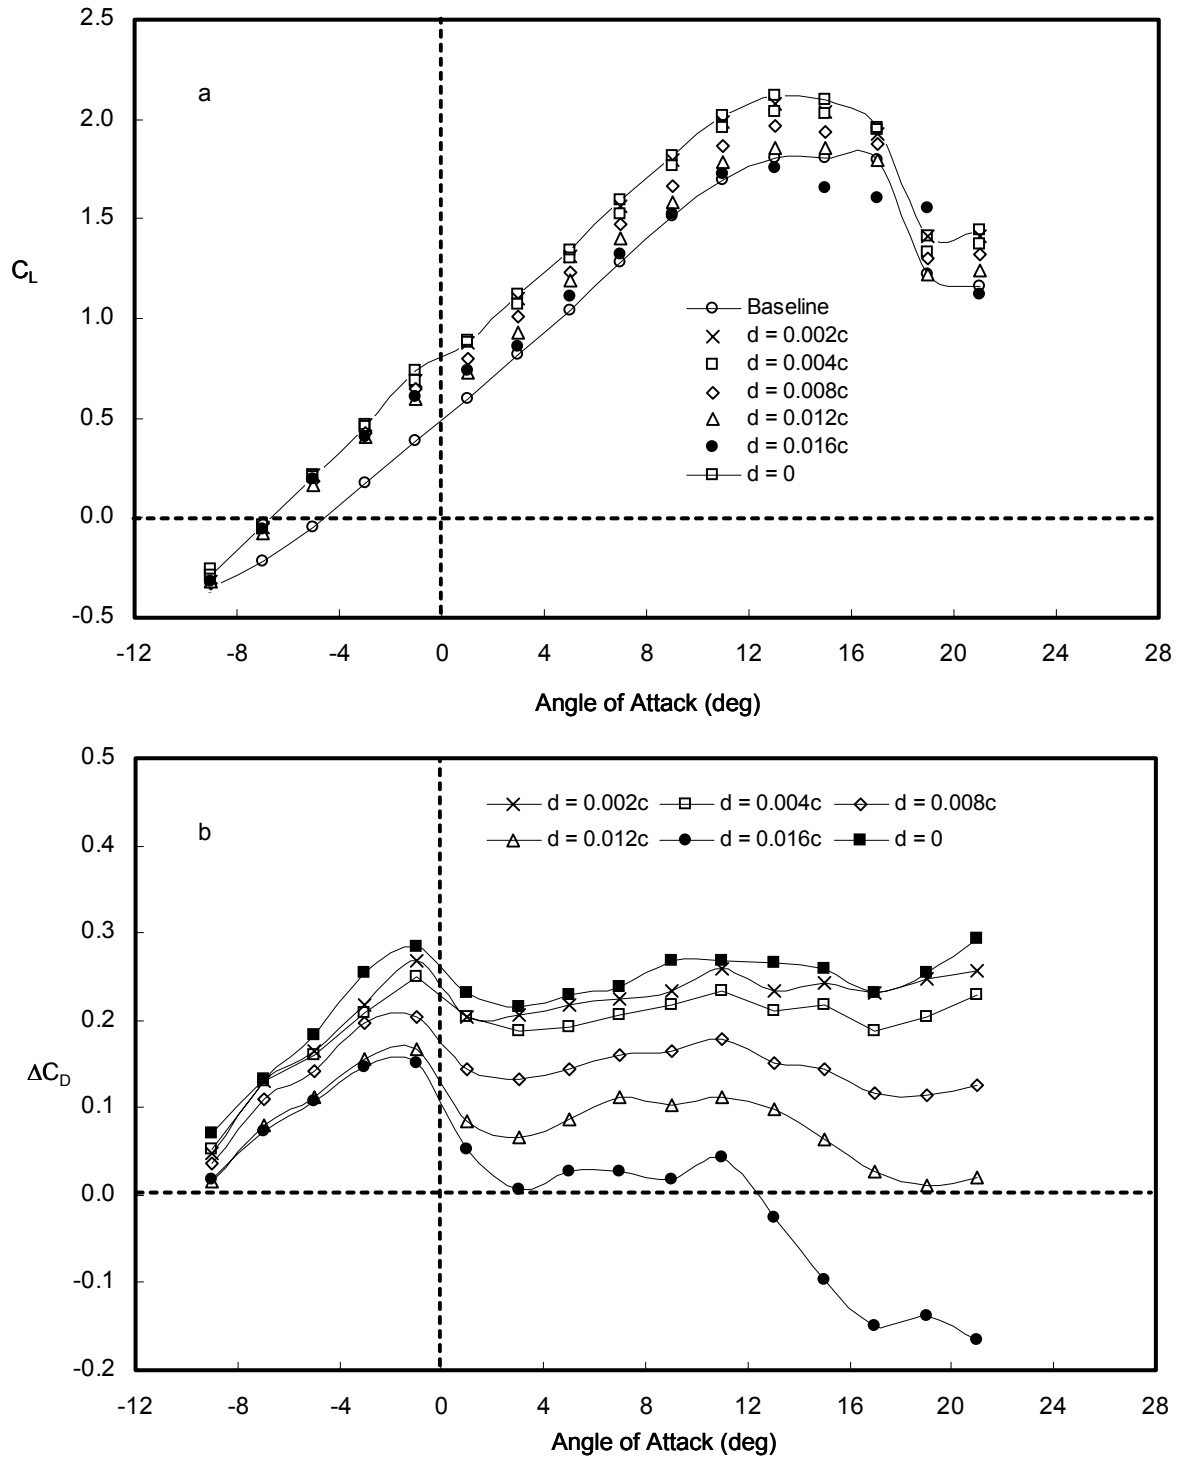 2.5
a
2.0
1.5
C_L
1.0
0.5
0.0
-0.5
Baseline
d = 0.002c
d = 0.004c
d = 0.008c
d = 0.012c
d = 0.016c
d = 0
-12 -8 -4 0 4 8 12 16 20 24 28
Angle of Attack (deg)
0.5
d = 0.002c d = 0.004c d = 0.008c
b
d = 0.012c d = 0.016c d = 0
0.4
0.3
0.2
ΔC_D
0.1
0.0
-0.1
-0.2
-12 -8 -4 0 4 8 12 16 20 24 28
Angle of Attack (deg)